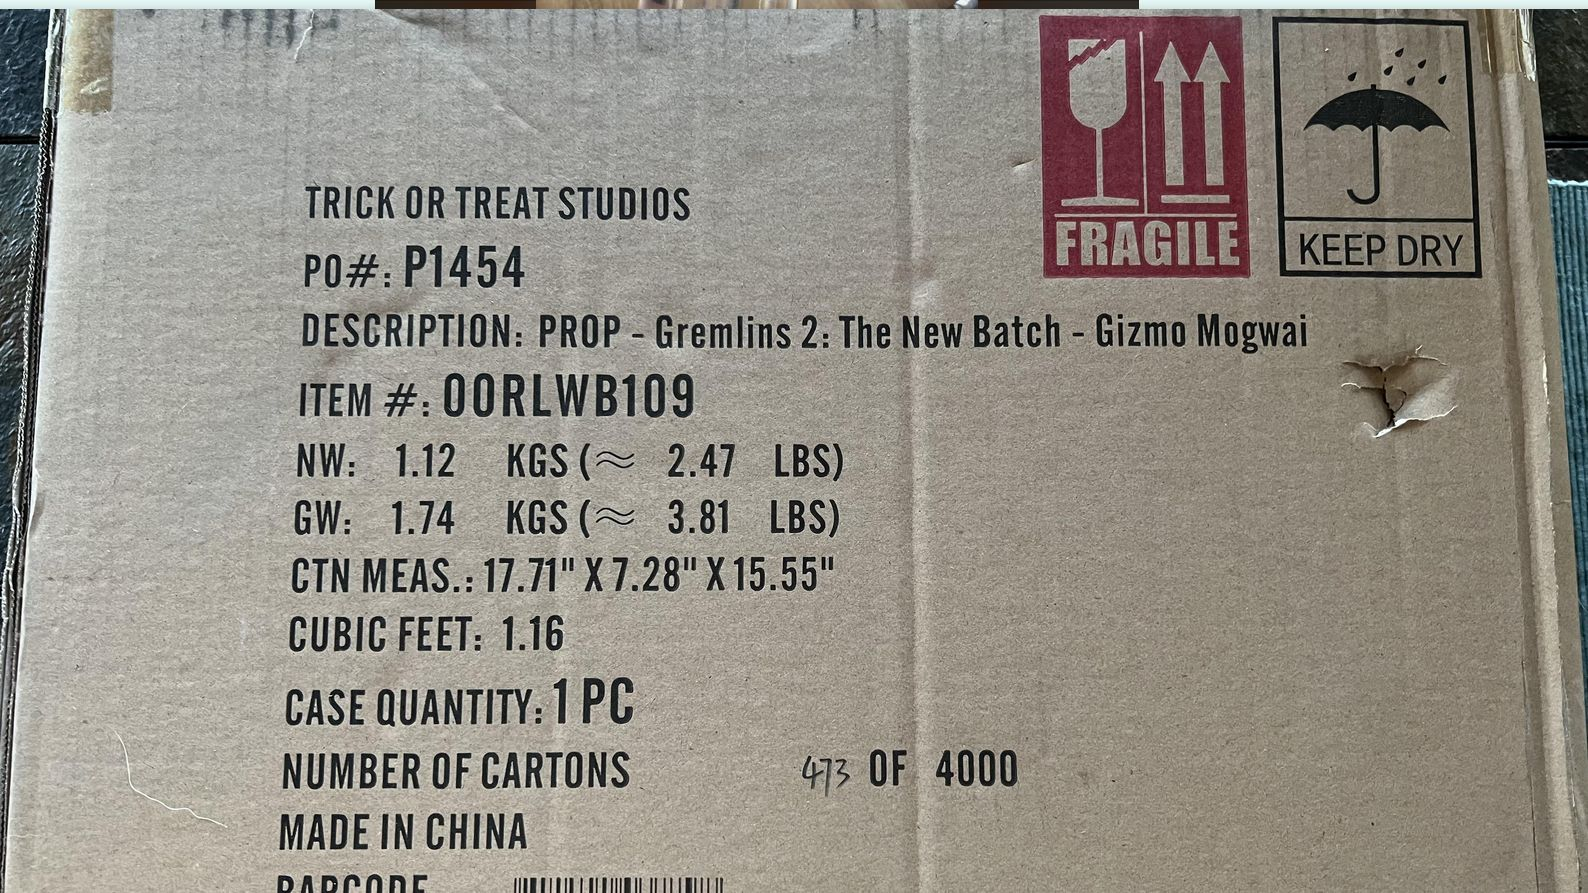 FRAGILE
KEEP DRY
TRICK OR TREAT STUDIOS
PO#: P1454
DESCRIPTION: PROP - Gremlins 2: The New Batch - Gizmo Mogwai
ITEM #: 00RLWB109
NW: 1.12 KGS (≈ 2.47 LBS)
GW: 1.74 KGS (≈ 3.81 LBS)
CTN MEAS.: 17.71" X 7.28" X 15.55"
CUBIC FEET: 1.16
CASE QUANTITY: 1 PC
NUMBER OF CARTONS 473 OF 4000
MADE IN CHINA
BARCODE